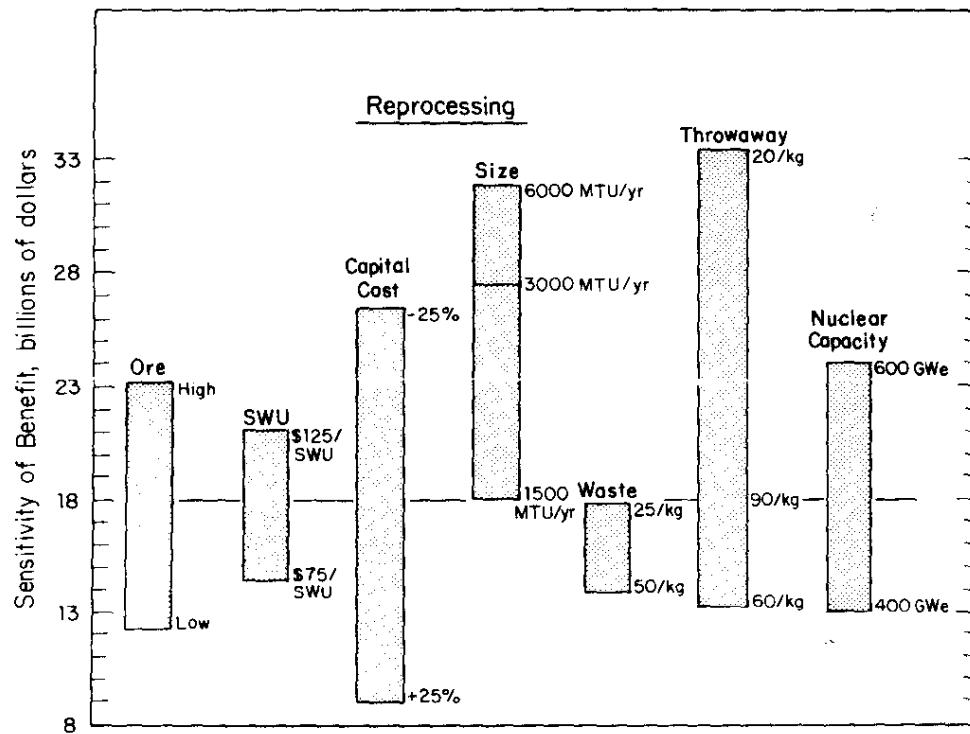 Sensitivity of Benefit, billions of dollars
33
28
23
18
13
8
Reprocessing
Ore
High
Low
SWU
$125/
SWU
$75/
SWU
Capital
Cost
-25%
+25%
Size
6000 MTU/yr
3000 MTU/yr
1500
MTU/yr
Waste
25/kg
50/kg
Throwaway
20/kg
90/kg
60/kg
Nuclear
Capacity
600 GWe
400 GWe